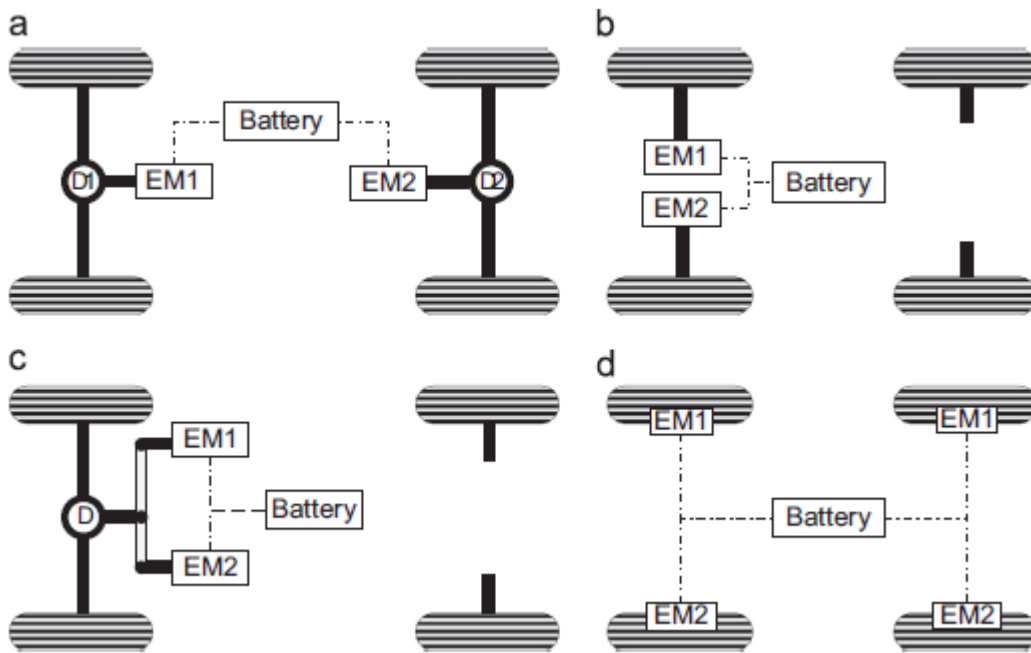 a
Battery
D1
EM1
EM2
D2
b
EM1
EM2
Battery
c
EM1
D
Battery
EM2
d
EM1
EM1
Battery
EM2
EM2